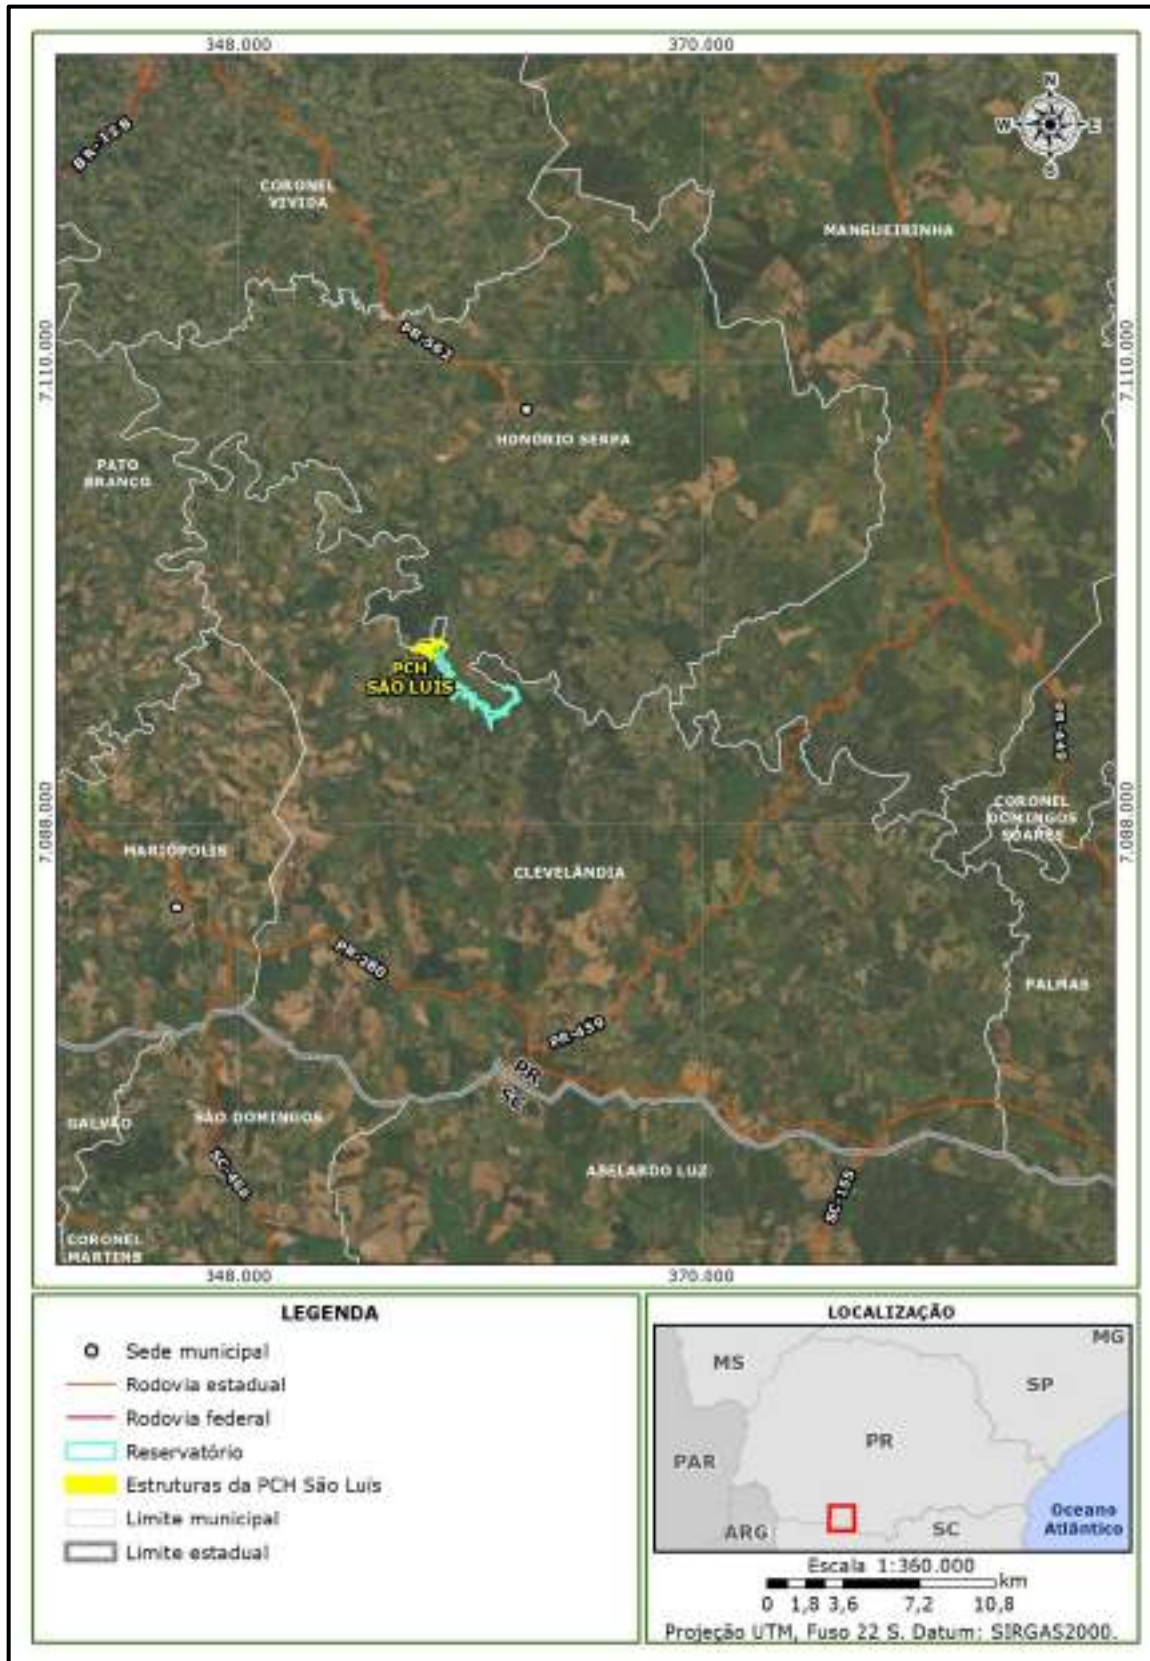 348.000
370.000
N
W
E
S
CORONEL
VIVIDA
MANGUEIRINHA
7.110.000
7.110.000
PR-562
HONÓRIO SERPA
PATO
BRANCO
PCH
SÃO LUÍS
CORONEL
DOMINGOS
SOARES
7.088.000
7.088.000
MARIÓPOLIS
CLEVELÂNDIA
PR-280
PALMAS
PR-459
PR
SC
GALVÃO
SÃO DOMINGOS
ABELARDO LUZ
SC-155
CORONEL
MARTINS
348.000
370.000
LEGENDA
Sede municipal
Rodovia estadual
Rodovia federal
Reservatório
Estruturas da PCH São Luís
Limite municipal
Limite estadual
LOCALIZAÇÃO
MG
MS
SP
PR
PAR
Oceano
Atlântico
ARG
SC
Escala 1:360.000
km
0 1,8 3,6 7,2 10,8
Projeção UTM, Fuso 22 S. Datum: SIRGAS2000.